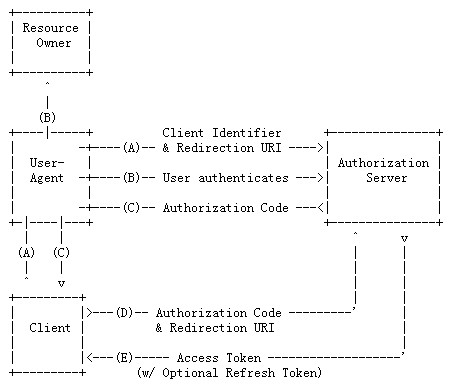 Resource
Owner
(B)
Client Identifier
(A) & Redirection URI
User-
Agent
(B) User authenticates
Authorization
Server
(C) Authorization Code
(A) (C)
(D) Authorization Code
Client & Redirection URI
(E) Access Token
(w/ Optional Refresh Token)